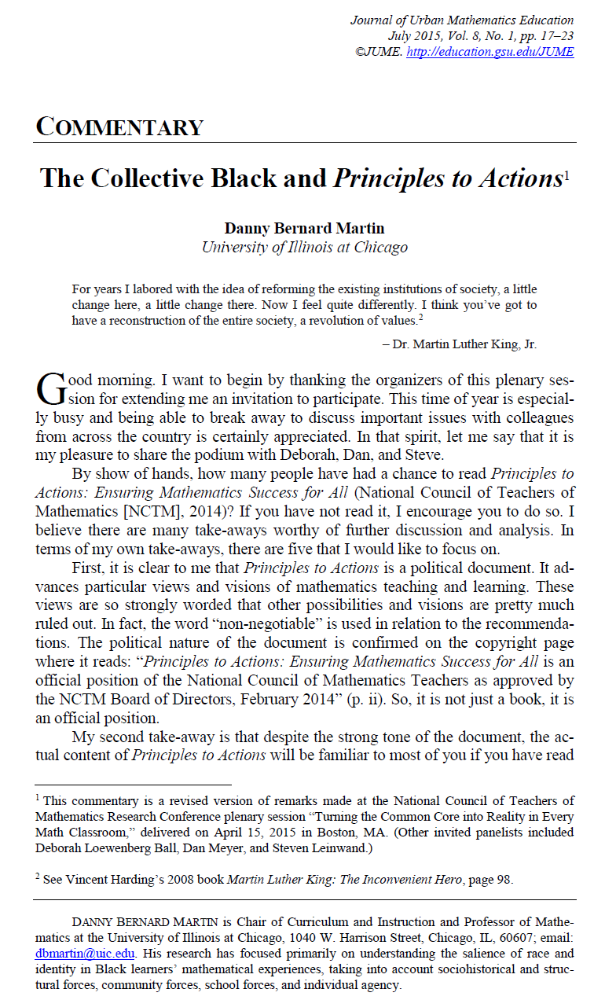 Journal of Urban Mathematics Education
July 2015, Vol. 8, No. 1, pp. 17–23
©JUME. http://education.gsu.edu/JUME
COMMENTARY
The Collective Black and Principles to Actions1
Danny Bernard Martin
University of Illinois at Chicago
For years I labored with the idea of reforming the existing institutions of society, a little
change here, a little change there. Now I feel quite differently. I think you’ve got to
have a reconstruction of the entire society, a revolution of values.2
– Dr. Martin Luther King, Jr.
Good morning. I want to begin by thanking the organizers of this plenary ses-
sion for extending me an invitation to participate. This time of year is especial-
ly busy and being able to break away to discuss important issues with colleagues
from across the country is certainly appreciated. In that spirit, let me say that it is
my pleasure to share the podium with Deborah, Dan, and Steve.
By show of hands, how many people have had a chance to read Principles to
Actions: Ensuring Mathematics Success for All (National Council of Teachers of
Mathematics [NCTM], 2014)? If you have not read it, I encourage you to do so. I
believe there are many take-aways worthy of further discussion and analysis. In
terms of my own take-aways, there are five that I would like to focus on.
First, it is clear to me that Principles to Actions is a political document. It ad-
vances particular views and visions of mathematics teaching and learning. These
views are so strongly worded that other possibilities and visions are pretty much
ruled out. In fact, the word “non-negotiable” is used in relation to the recommenda-
tions. The political nature of the document is confirmed on the copyright page
where it reads: “Principles to Actions: Ensuring Mathematics Success for All is an
official position of the National Council of Mathematics Teachers as approved by
the NCTM Board of Directors, February 2014” (p. ii). So, it is not just a book, it is
an official position.
My second take-away is that despite the strong tone of the document, the ac-
tual content of Principles to Actions will be familiar to most of you if you have read
1 This commentary is a revised version of remarks made at the National Council of Teachers of
Mathematics Research Conference plenary session “Turning the Common Core into Reality in Every
Math Classroom,” delivered on April 15, 2015 in Boston, MA. (Other invited panelists included
Deborah Loewenberg Ball, Dan Meyer, and Steven Leinwand.)
2 See Vincent Harding’s 2008 book Martin Luther King: The Inconvenient Hero, page 98.
DANNY BERNARD MARTIN is Chair of Curriculum and Instruction and Professor of Mathe-
matics at the University of Illinois at Chicago, 1040 W. Harrison Street, Chicago, IL, 60607; email:
dbmartin@uic.edu. His research has focused primarily on understanding the salience of race and
identity in Black learners’ mathematical experiences, taking into account sociohistorical and struc-
tural forces, community forces, school forces, and individual agency.